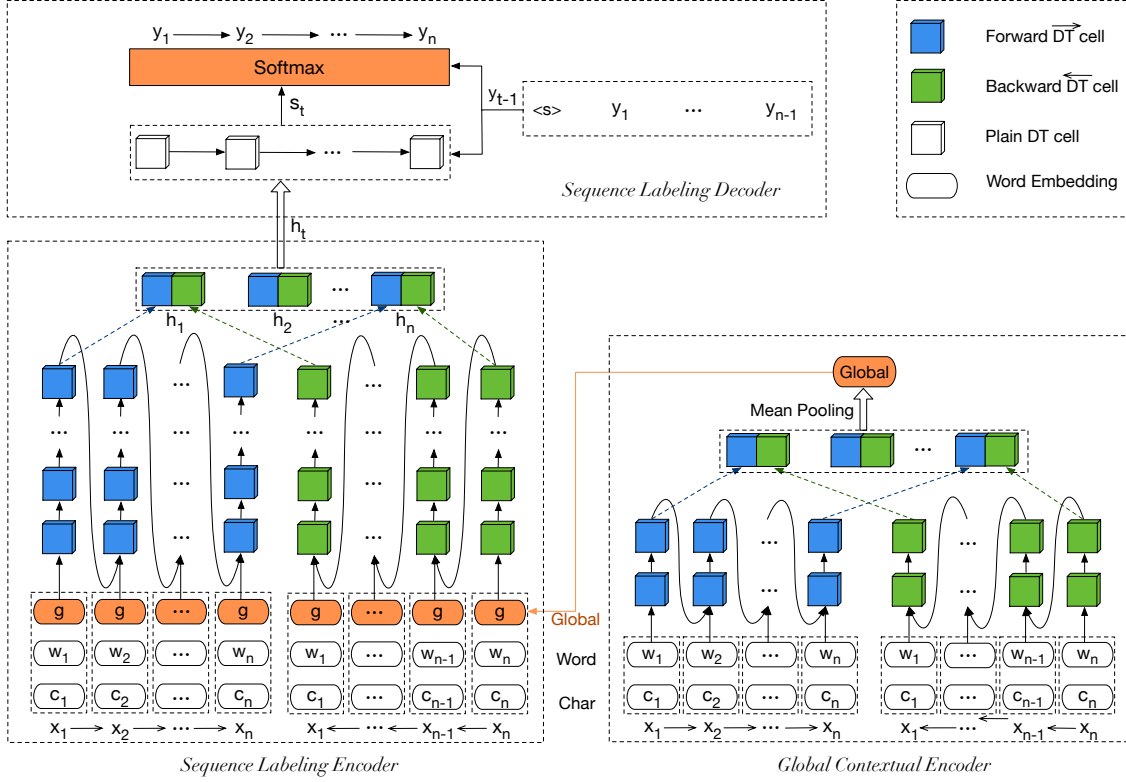 y1 y2 ... yn
Softmax
st
yt-1
<s> y1 ... yn-1
...
Sequence Labeling Decoder
Forward DT cell
Backward DT cell
Plain DT cell
Word Embedding
ht
...
h1 h2 ... hn
... ...
... ... ... ... ... ... ... ...
... ...
... ...
g g ... g g ... g g
w1 w2 ... wn w1 ... wn-1 wn
c1 c2 ... cn c1 ... cn-1 cn
x1 x2 ... xn x1 ... xn-1 xn
Sequence Labeling Encoder
Global
Word
Char
Global
Mean Pooling
...
... ...
... ...
w1 w2 ... wn w1 ... wn-1 wn
c1 c2 ... cn c1 ... cn-1 cn
x1 x2 ... xn x1 ... xn-1 xn
Global Contextual Encoder